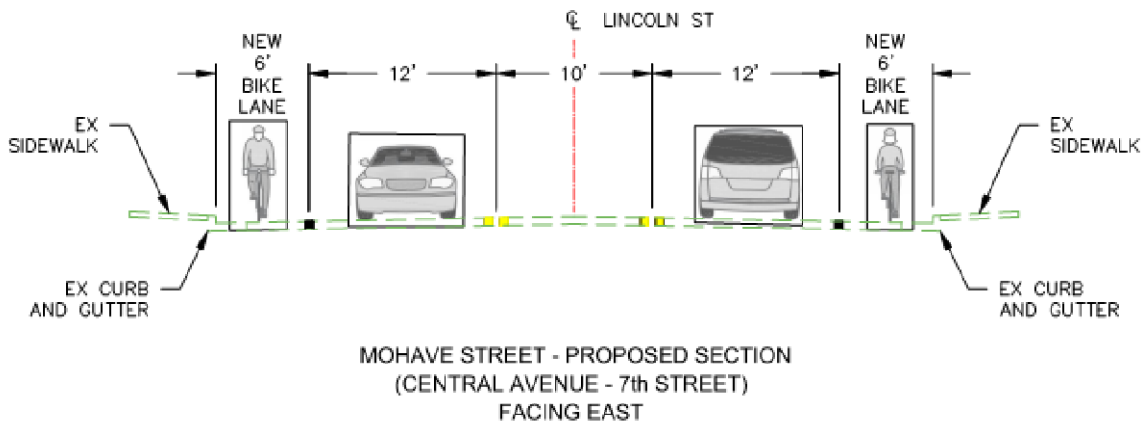 ℄ LINCOLN ST
NEW
6'
BIKE
LANE
12'
10'
12'
NEW
6'
BIKE
LANE
EX
SIDEWALK
EX
SIDEWALK
EX CURB
AND GUTTER
EX CURB
AND GUTTER
MOHAVE STREET - PROPOSED SECTION
(CENTRAL AVENUE - 7th STREET)
FACING EAST